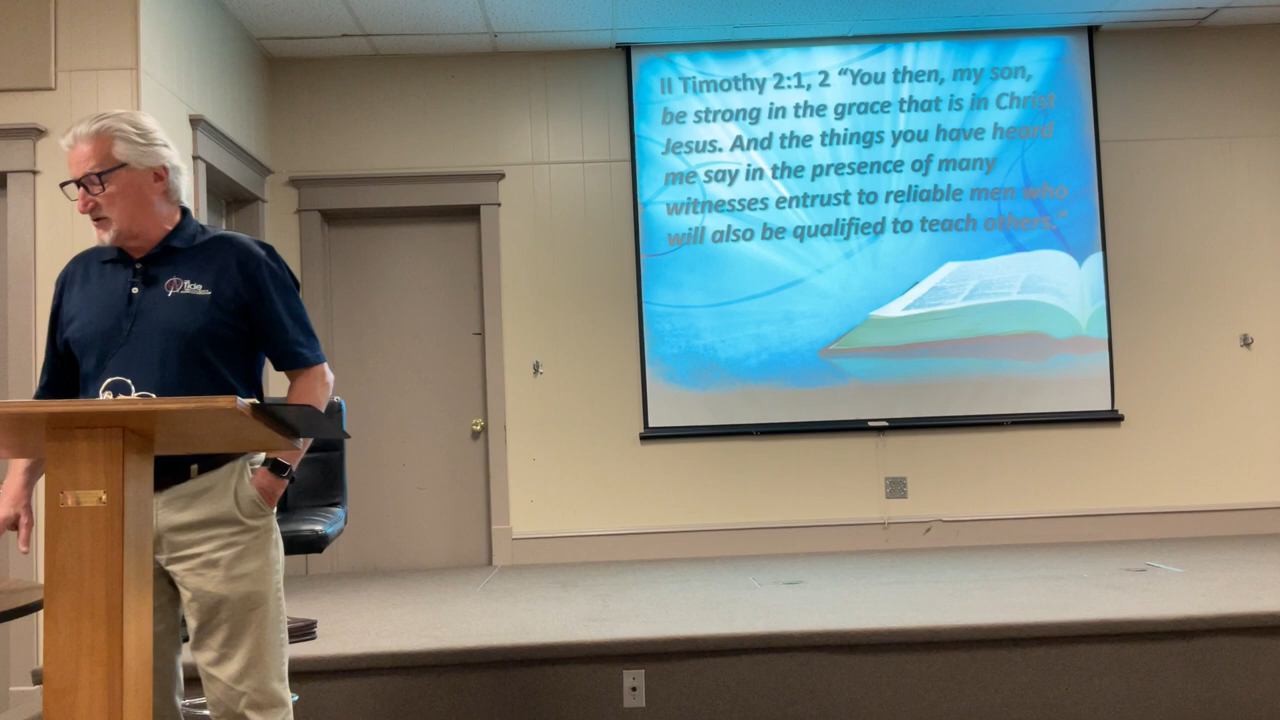 II Timothy 2:1, 2 “You then, my son,
be strong in the grace that is in Christ
Jesus. And the things you have heard
me say in the presence of many
witnesses entrust to reliable men who
will also be qualified to teach others.”